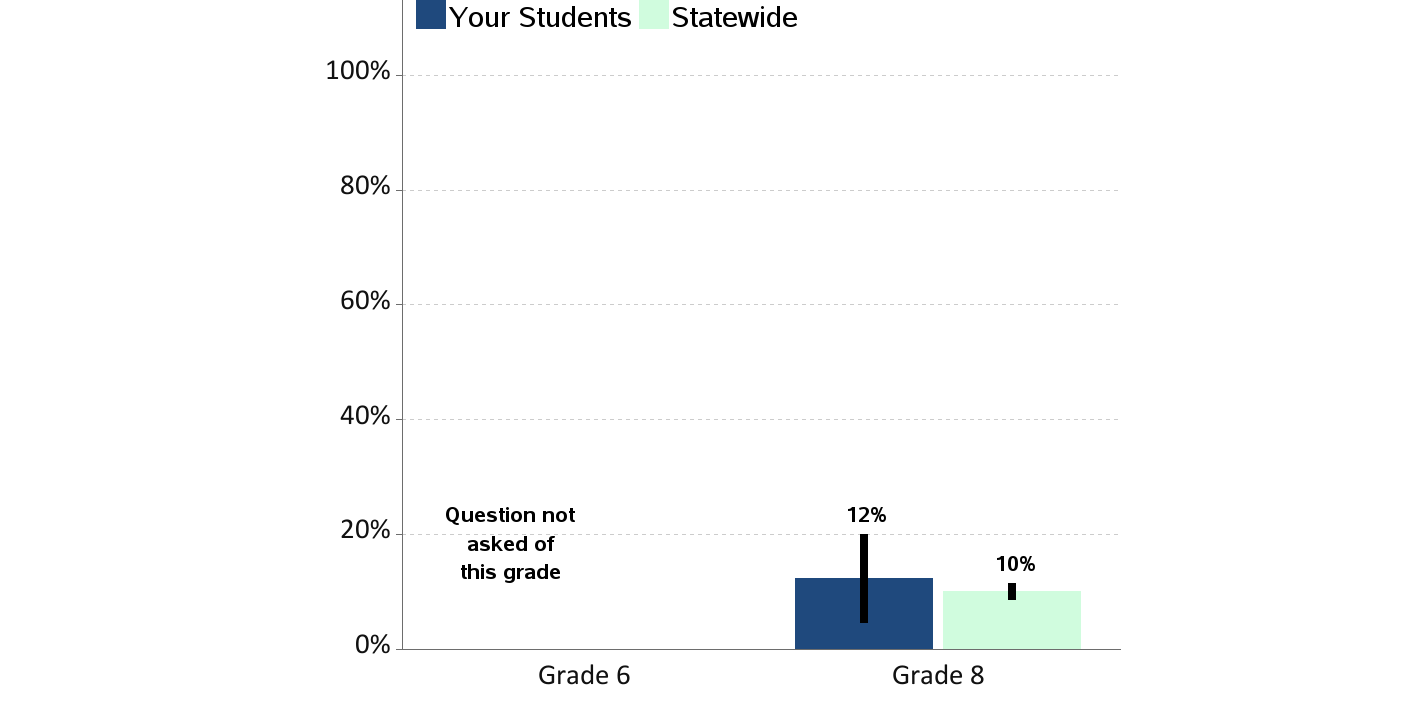 Your Students Statewide
100%
80%
60%
40%
20%
0%
Question not
asked of
this grade
12%
10%
Grade 6 Grade 8